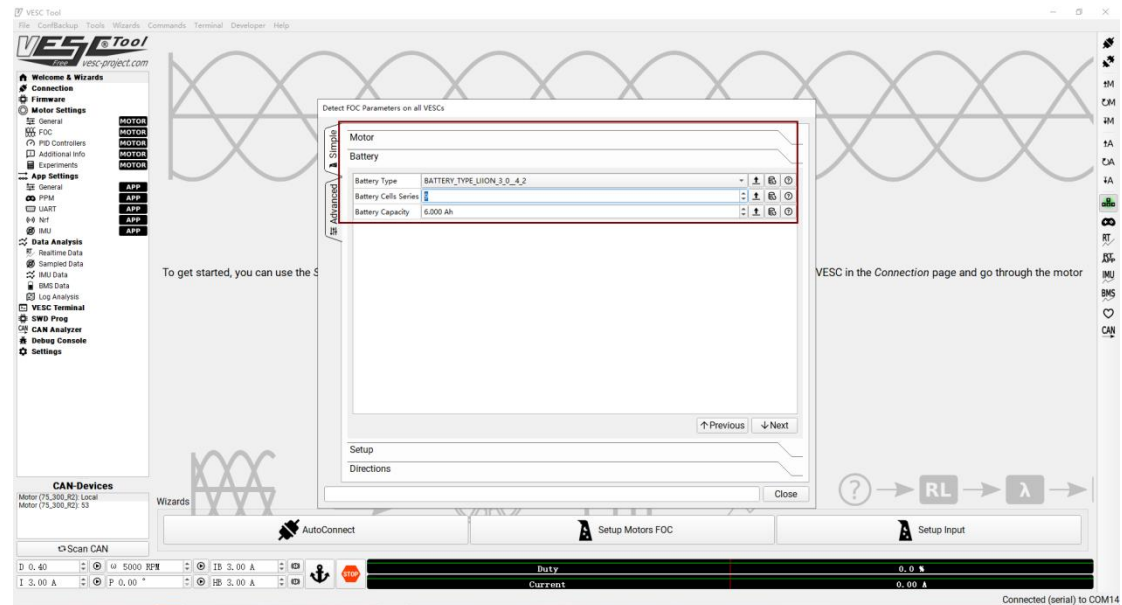 VESC Tool
File ConfBackup Tools Wizards Commands Terminal Developer Help
VESC® Tool
Free vesc-project.com
Welcome & Wizards
Connection
Firmware
Motor Settings
General MOTOR
FOC MOTOR
PID Controllers MOTOR
Additional Info MOTOR
Experiments MOTOR
App Settings
General APP
PPM APP
UART APP
Nrf APP
IMU APP
Data Analysis
Realtime Data
Sampled Data
IMU Data
BMS Data
Log Analysis
VESC Terminal
SWD Prog
CAN Analyzer
Debug Console
Settings
CAN-Devices
Motor (75_300_R2): Local
Motor (75_300_R2): 53
Scan CAN
To get started, you can use the S
VESC in the Connection page and go through the motor
Detect FOC Parameters on all VESCs
Simple
Advanced
Motor
Battery
Battery Type BATTERY_TYPE_LIION_3_0__4_2
Battery Cells Series
Battery Capacity 6.000 Ah
Previous Next
Setup
Directions
Close
? RL λ
Wizards
AutoConnect Setup Motors FOC Setup Input
D 0.40 ω 5000 RPM IB 3.00 A
I 3.00 A P 0.00 ° HB 3.00 A
STOP
Duty 0.0 %
Current 0.00 A
M
M
M
A
A
A
RT
RT
APP
IMU
BMS
CAN
Connected (serial) to COM14